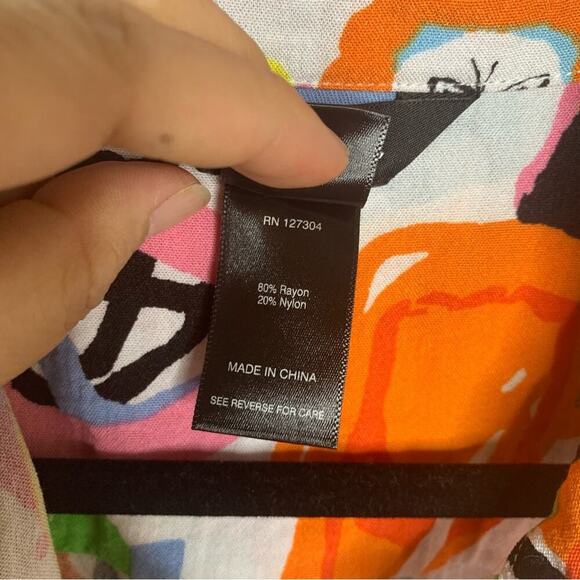 RN 127304
80% Rayon
20% Nylon
MADE IN CHINA
SEE REVERSE FOR CARE